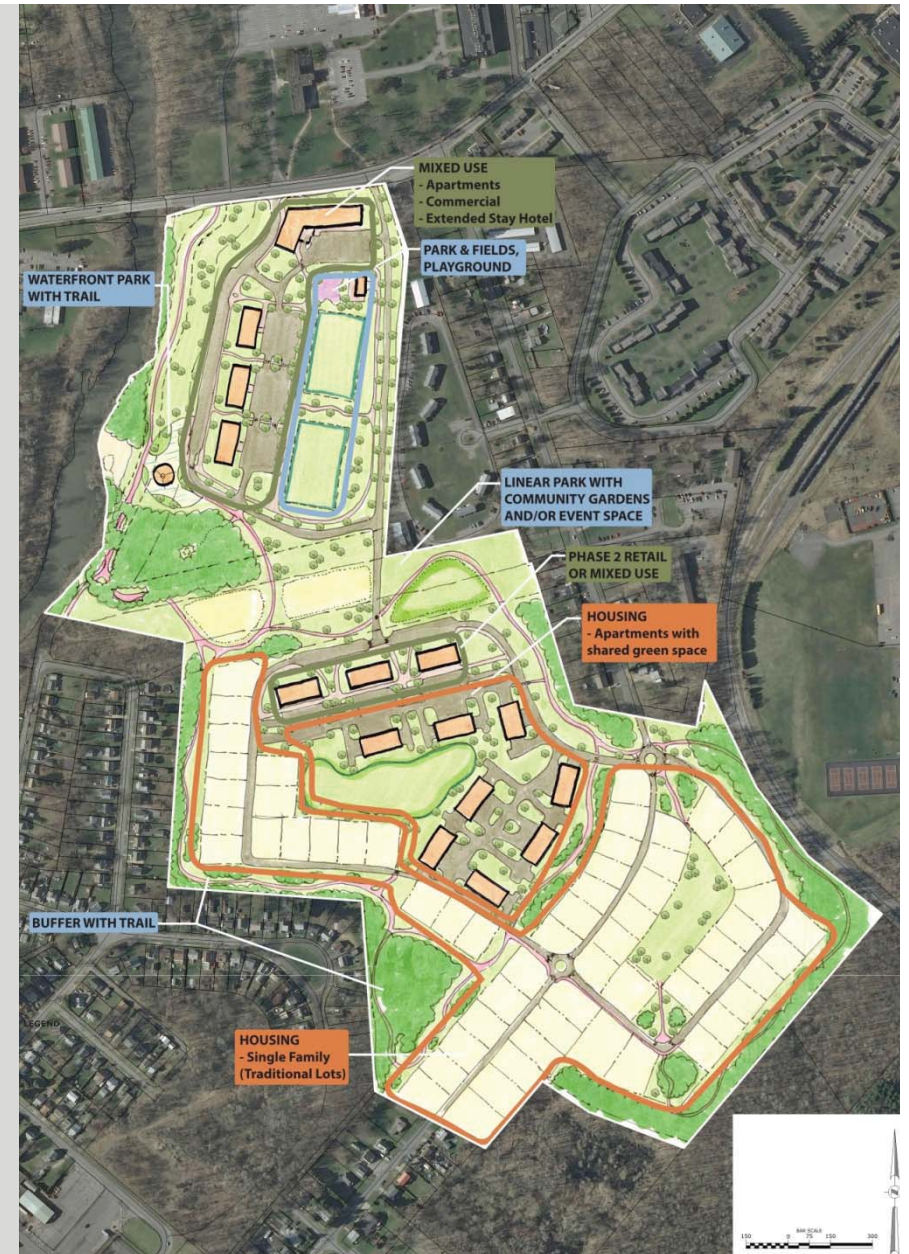 MIXED USE
- Apartments
- Commercial
- Extended Stay Hotel
PARK & FIELDS,
PLAYGROUND
WATERFRONT PARK
WITH TRAIL
LINEAR PARK WITH
COMMUNITY GARDENS
AND/OR EVENT SPACE
PHASE 2 RETAIL
OR MIXED USE
HOUSING
- Apartments with
shared green space
BUFFER WITH TRAIL
LEGEND
HOUSING
- Single Family
(Traditional Lots)
BAR SCALE
150 0 75 150 300